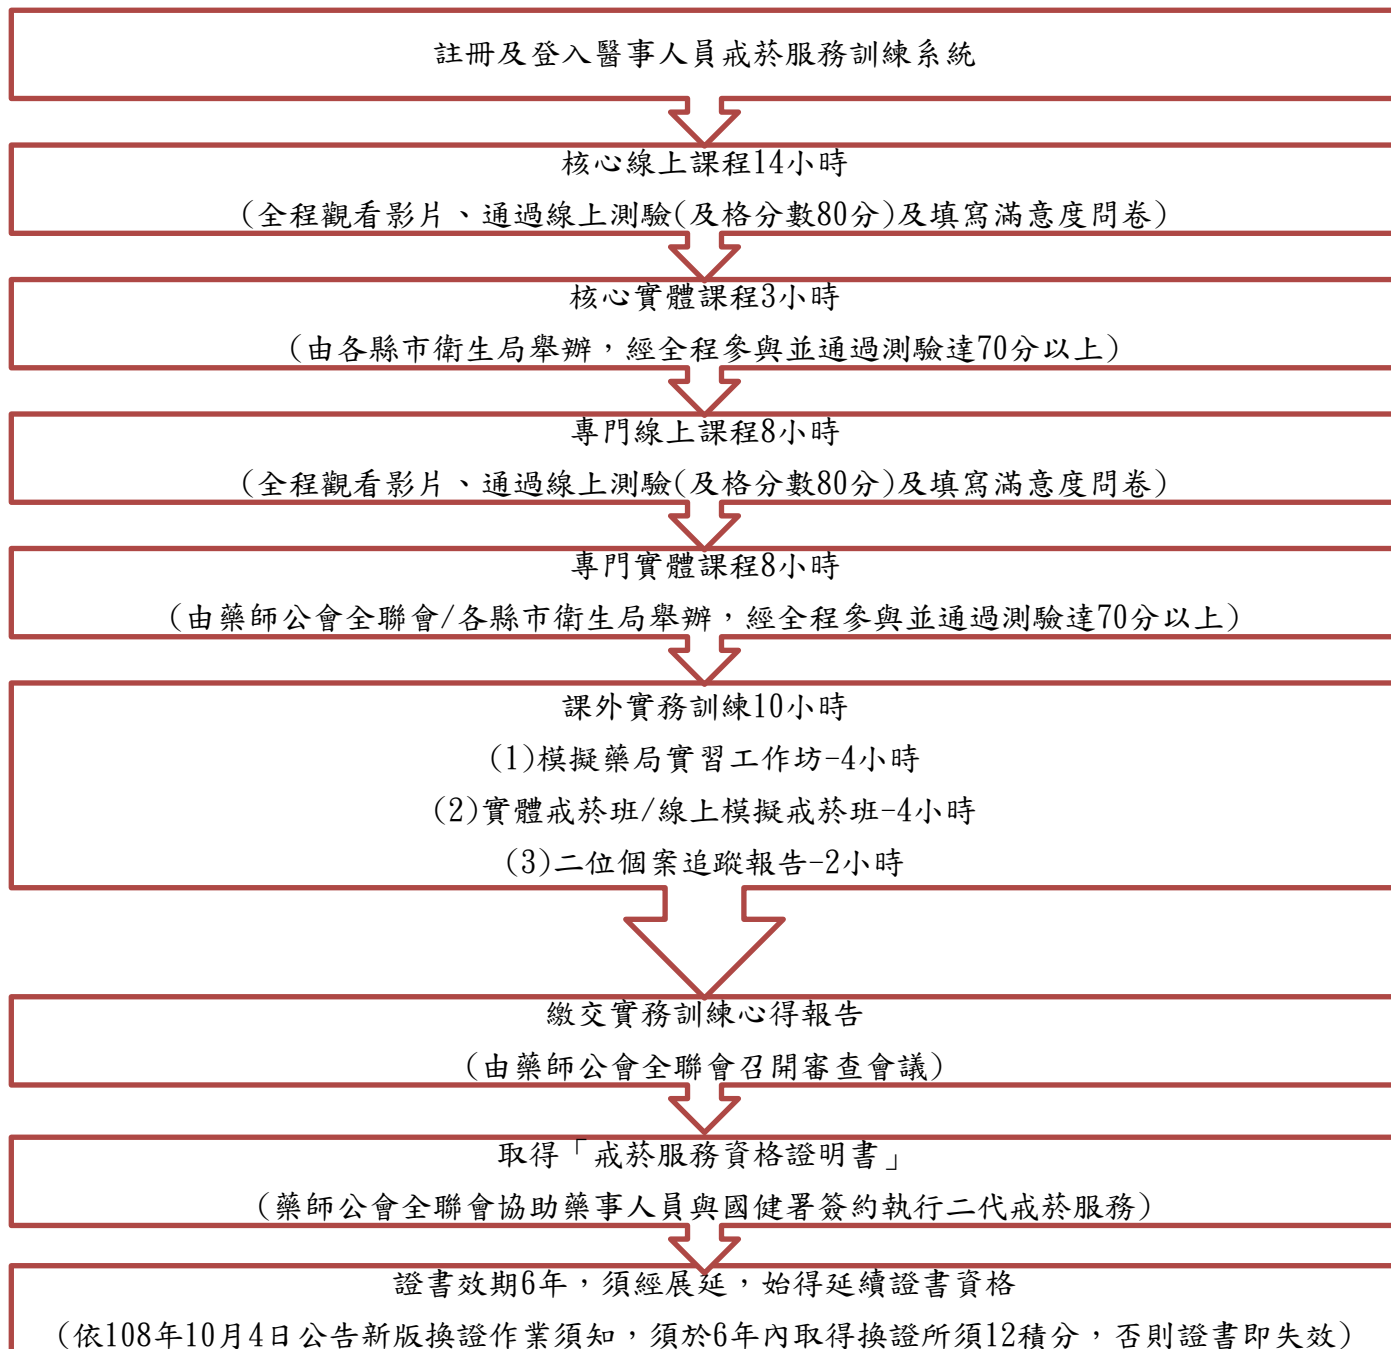 註冊及登入醫事人員戒菸服務訓練系統
核心線上課程14小時
(全程觀看影片、通過線上測驗(及格分數80分)及填寫滿意度問卷)
核心實體課程3小時
(由各縣市衛生局舉辦，經全程參與並通過測驗達70分以上)
專門線上課程8小時
(全程觀看影片、通過線上測驗(及格分數80分)及填寫滿意度問卷)
專門實體課程8小時
(由藥師公會全聯會/各縣市衛生局舉辦，經全程參與並通過測驗達70分以上)
課外實務訓練10小時
(1)模擬藥局實習工作坊-4小時
(2)實體戒菸班/線上模擬戒菸班-4小時
(3)二位個案追蹤報告-2小時
繳交實務訓練心得報告
(由藥師公會全聯會召開審查會議)
取得「戒菸服務資格證明書」
(藥師公會全聯會協助藥事人員與國健署簽約執行二代戒菸服務)
證書效期6年，須經展延，始得延續證書資格
(依108年10月4日公告新版換證作業須知，須於6年內取得換證所須12積分，否則證書即失效)